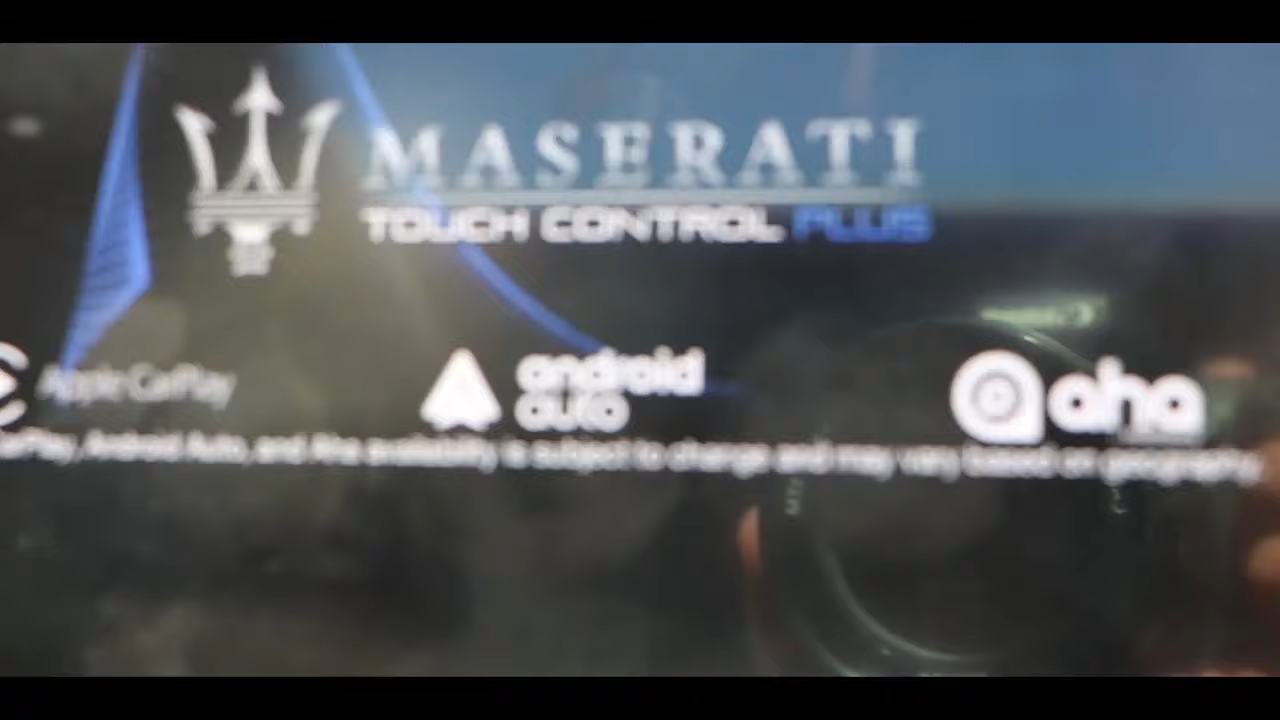 MASERATI
TOUCH CONTROL PLUS
Apple CarPlay
android
auto
aha
CarPlay, Android Auto, and Aha availability is subject to change and may vary based on geography.